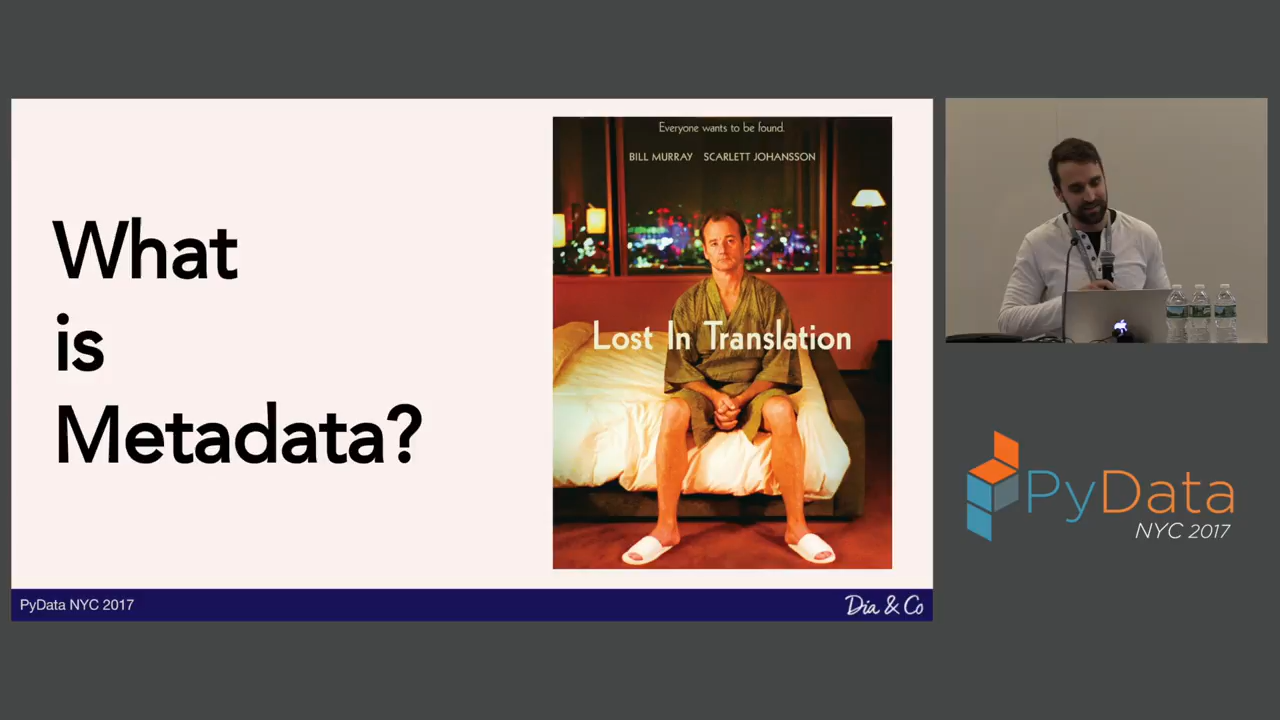 What
is
Metadata?
Everyone wants to be found.
BILL MURRAY SCARLETT JOHANSSON
Lost In Translation
PyData NYC 2017
Dia & Co
PyData
NYC 2017